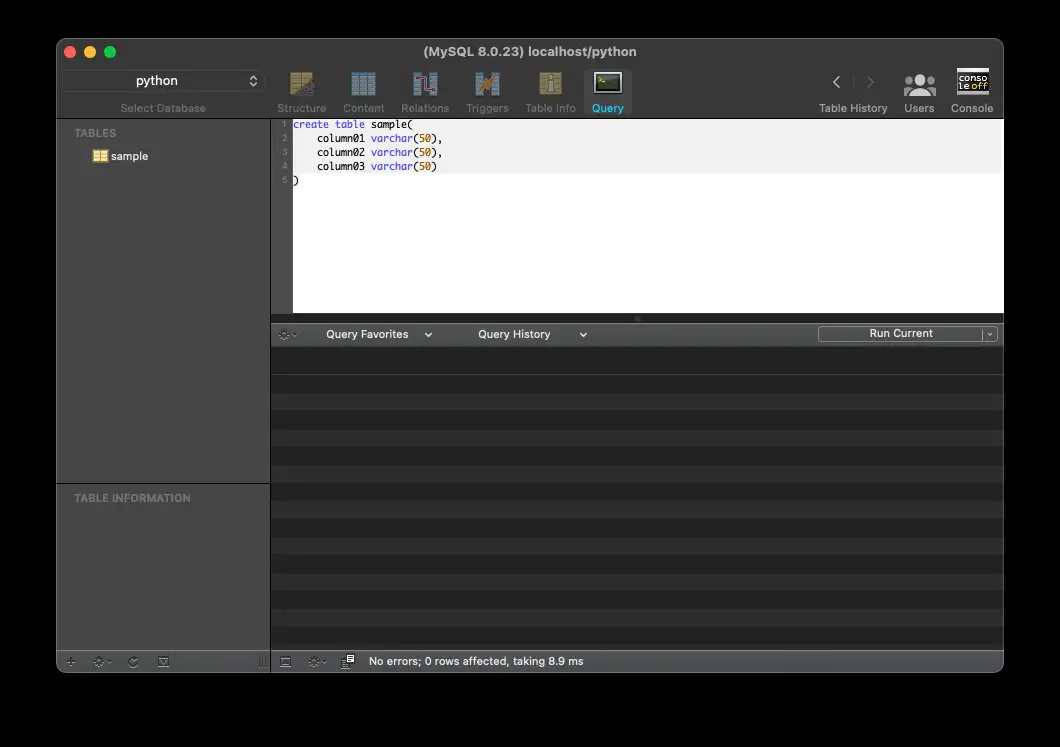 (MySQL 8.0.23) localhost/python
python
Select Database
Structure
Content
Relations
Triggers
Table Info
Query
Table History
Users
conso
le off
Console
TABLES
sample
1 create table sample(
2     column01 varchar(50),
3     column02 varchar(50),
4     column03 varchar(50)
5 )
Query Favorites
Query History
Run Current
TABLE INFORMATION
No errors; 0 rows affected, taking 8.9 ms